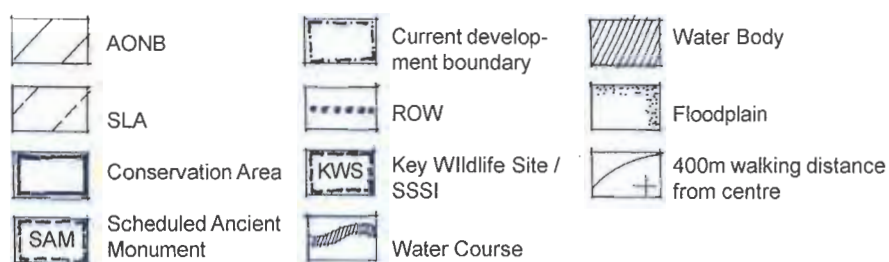 AONB
SLA
Conservation Area
SAM
Scheduled Ancient
Monument
Current develop-
ment boundary
ROW
KWS
Key WIldlife Site /
SSSI
Water Course
Water Body
Floodplain
400m walking distance
from centre